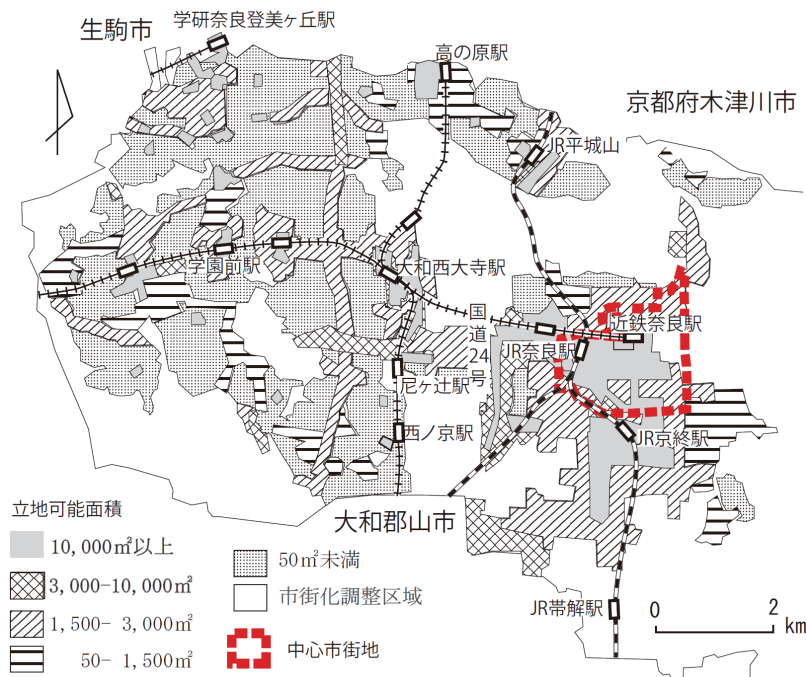 学研奈良登美ヶ丘駅
生駒市
高の原駅
京都府木津川市
JR平城山
学園前駅
大和西大寺駅
国道24号
近鉄奈良駅
JR奈良駅
尼ヶ辻駅
西ノ京駅
JR京終駅
大和郡山市
立地可能面積
10,000㎡以上
3,000-10,000㎡
1,500- 3,000㎡
50- 1,500㎡
50㎡未満
市街化調整区域
中心市街地
JR帯解駅
0 2
km